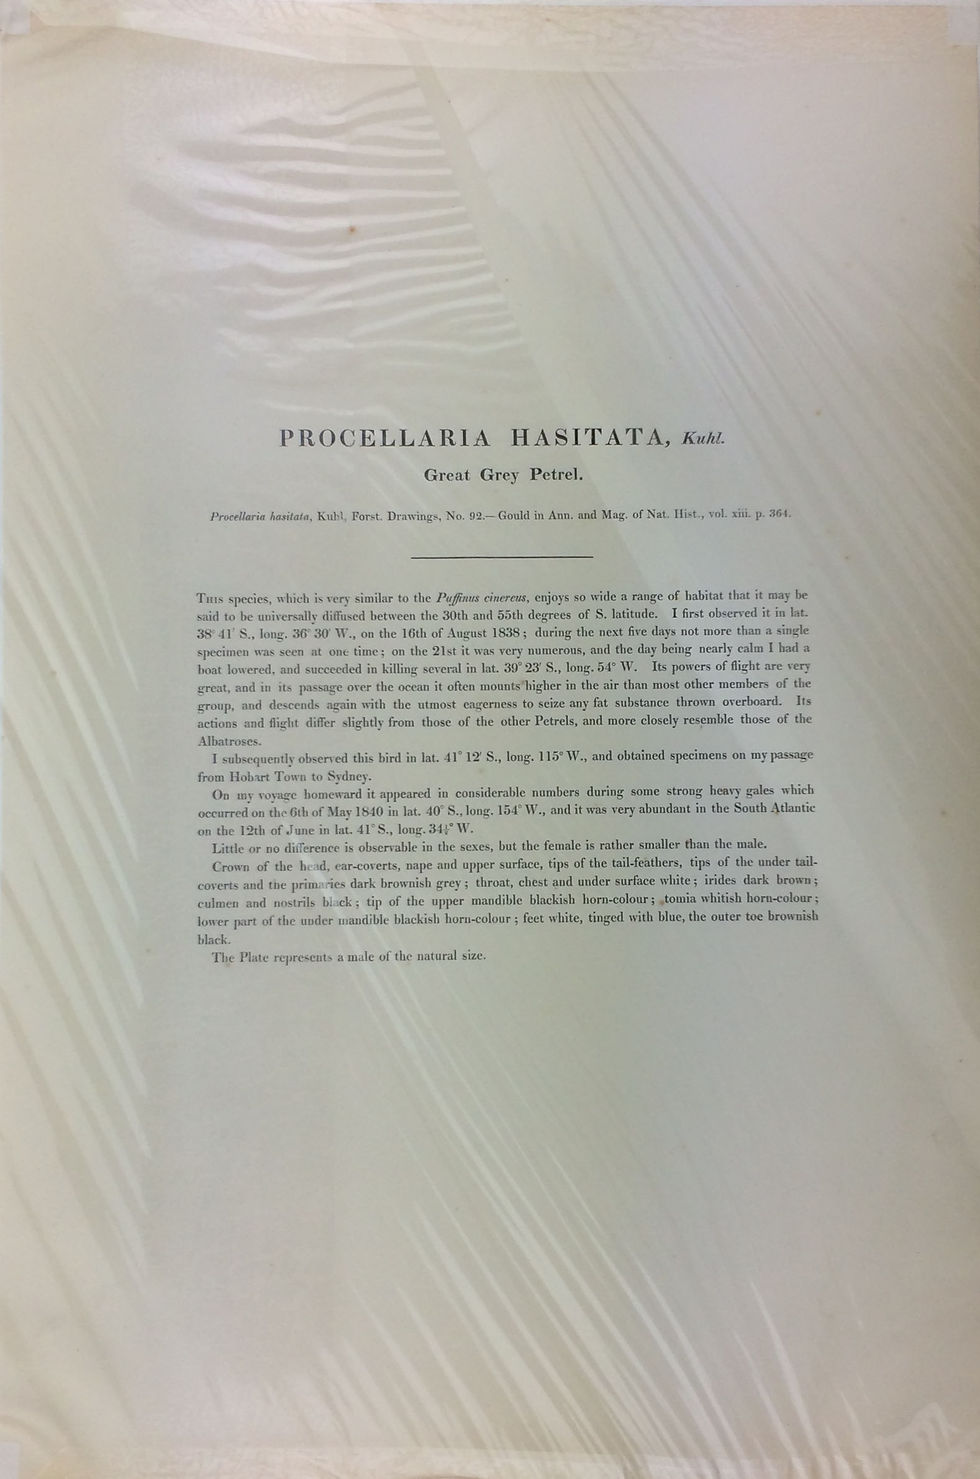 PROCELLARIA HASITATA, Kuhl.
Great Grey Petrel.
Procellaria hasitata, Kuhl, Forst. Drawings, No. 92.—Gould in Ann. and Mag. of Nat. Hist., vol. xiii. p. 364.
This species, which is very similar to the Puffinus cinereus, enjoys so wide a range of habitat that it may be
said to be universally diffused between the 30th and 55th degrees of S. latitude. I first observed it in lat.
38° 41′ S., long. 36° 30′ W., on the 16th of August 1838; during the next five days not more than a single
specimen was seen at one time; on the 21st it was very numerous, and the day being nearly calm I had a
boat lowered, and succeeded in killing several in lat. 39° 23′ S., long. 54° W. Its powers of flight are very
great, and in its passage over the ocean it often mounts higher in the air than most other members of the
group, and descends again with the utmost eagerness to seize any fat substance thrown overboard. Its
actions and flight differ slightly from those of the other Petrels, and more closely resemble those of the
Albatroses.
I subsequently observed this bird in lat. 41° 12′ S., long. 115° W., and obtained specimens on my passage
from Hobart Town to Sydney.
On my voyage homeward it appeared in considerable numbers during some strong heavy gales which
occurred on the 6th of May 1840 in lat. 40° S., long. 154° W., and it was very abundant in the South Atlantic
on the 12th of June in lat. 41° S., long. 34½° W.
Little or no difference is observable in the sexes, but the female is rather smaller than the male.
Crown of the head, ear-coverts, nape and upper surface, tips of the tail-feathers, tips of the under tail-
coverts and the primaries dark brownish grey; throat, chest and under surface white; irides dark brown;
culmen and nostrils black; tip of the upper mandible blackish horn-colour; tomia whitish horn-colour;
lower part of the under mandible blackish horn-colour; feet white, tinged with blue, the outer toe brownish
black.
The Plate represents a male of the natural size.